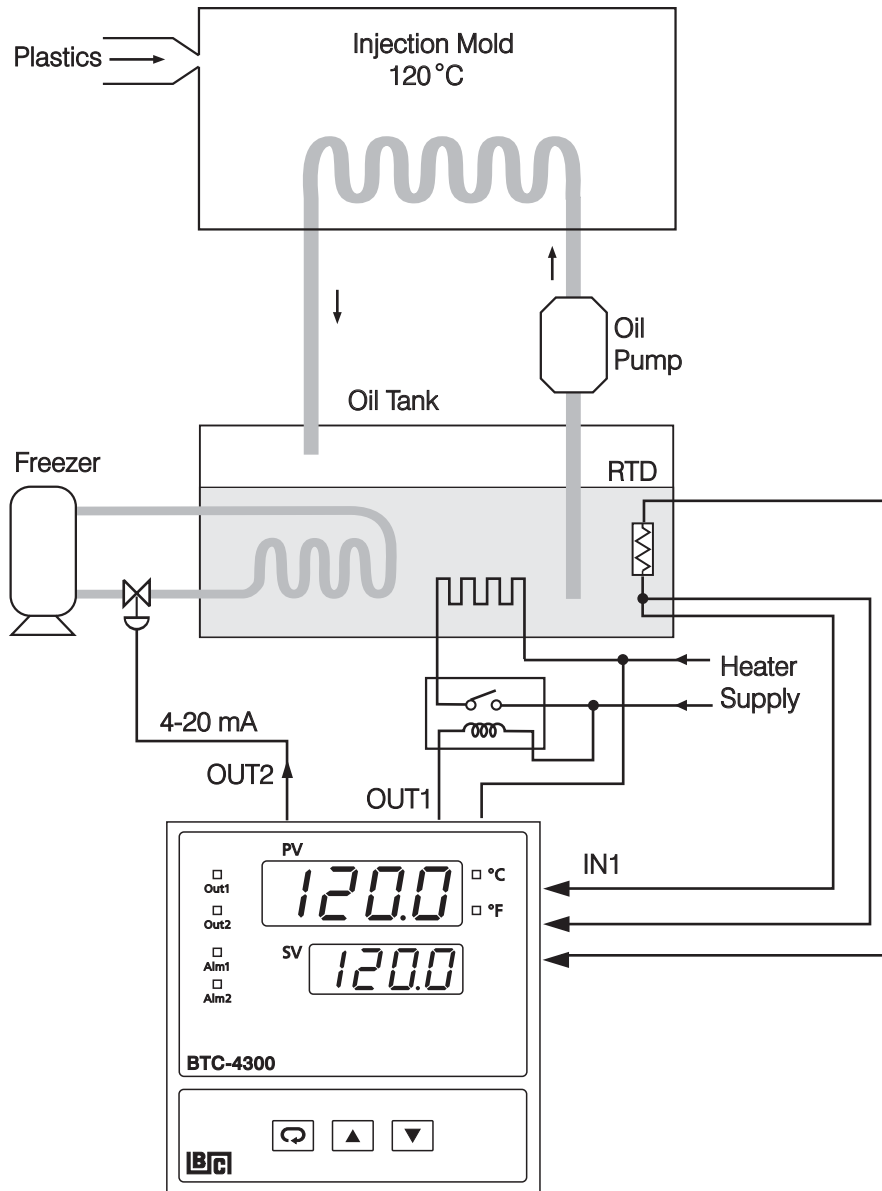 Injection Mold
120°C
Plastics
Oil
Pump
Oil Tank
Freezer
RTD
Heater
Supply
4-20 mA
OUT2
OUT1
IN1
PV
120.0
°C
°F
Out1
Out2
SV
120.0
Alm1
Alm2
BTC-4300
BC